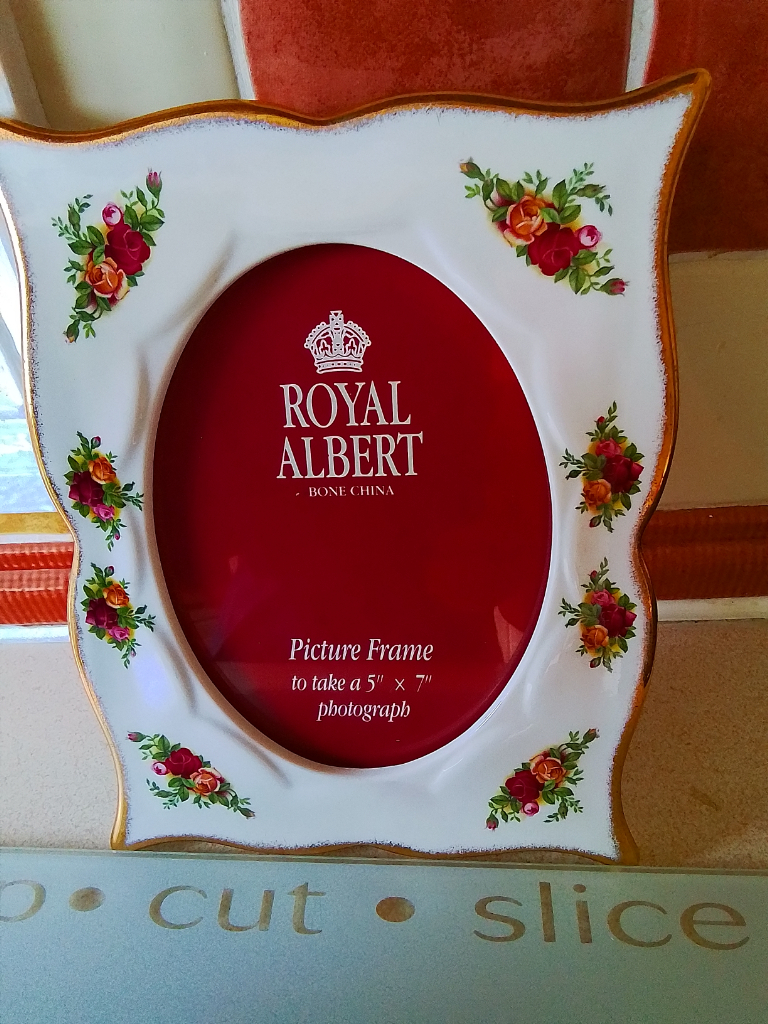 ROYAL
ALBERT
BONE CHINA
Picture Frame
to take a 5" × 7"
photograph
• cut • slice